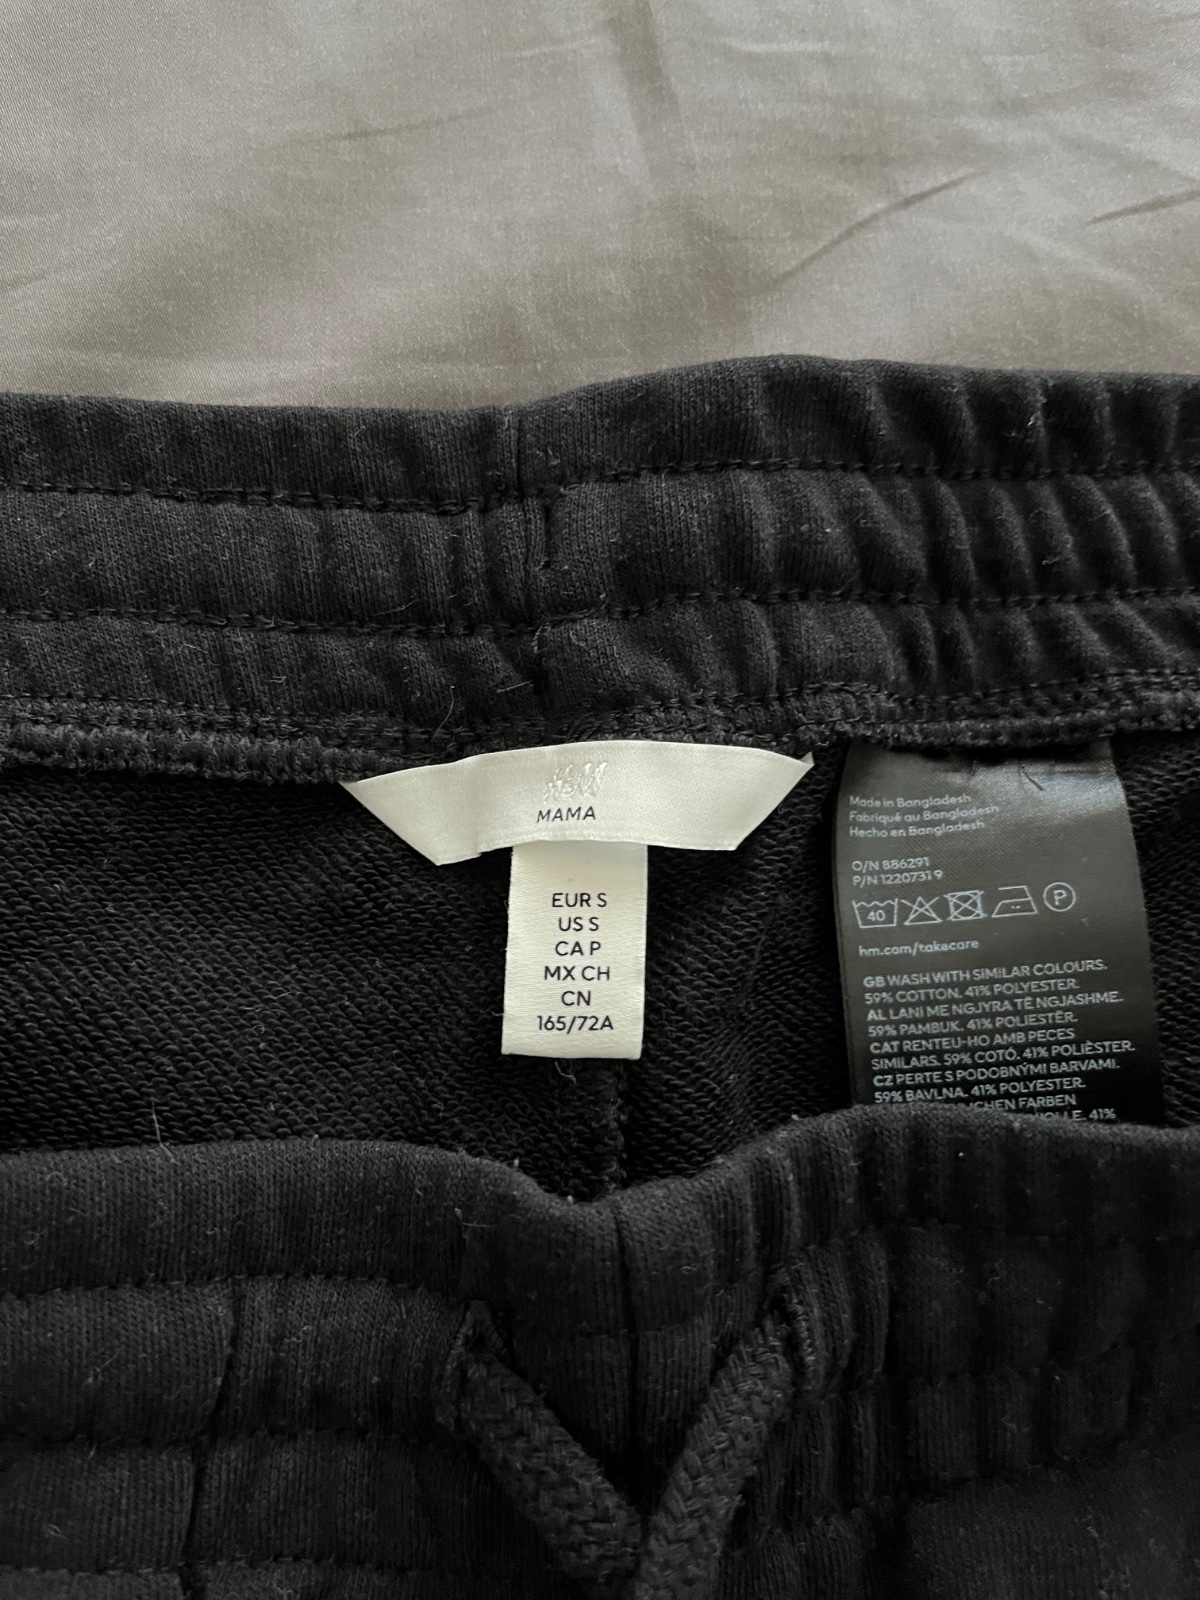 H&M
MAMA
EUR S
US S
CA P
MX CH
CN
165/72A
Made in Bangladesh
Fabriqué au Bangladesh
Hecho en Bangladesh
O/N 886291
P/N 12207319
40
P
hm.com/takecare
GB WASH WITH SIMILAR COLOURS.
59% COTTON. 41% POLYESTER.
AL LANI ME NGJYRA TË NGJASHME.
59% PAMBUK. 41% POLIESTËR.
CAT RENTEU-HO AMB PECES
SIMILARS. 59% COTÓ. 41% POLIÈSTER.
CZ PERTE S PODOBNÝMI BARVAMI.
59% BAVLNA. 41% POLYESTER.
FARBEN
41%